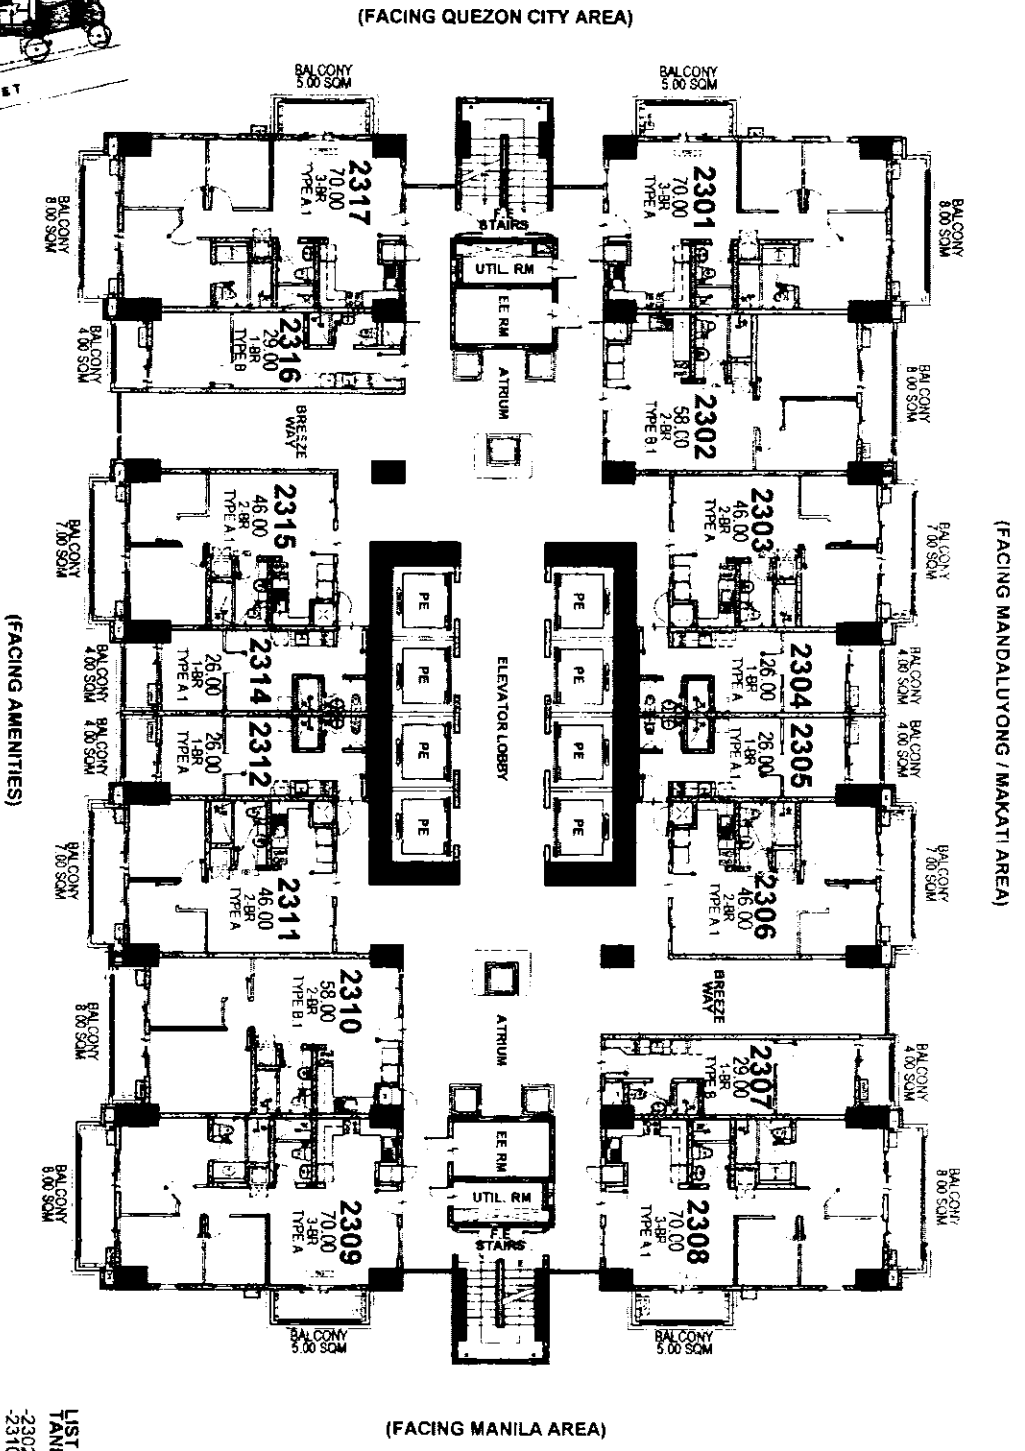 (FACING QUEZON CITY AREA)
BALCONY
5.00 SQM
BALCONY
5.00 SQM
BALCONY
8.00 SQM
2317
70.00
3-BR
TYPE A.1
F.E
STAIRS
UTIL. RM
EE RM
ATRIUM
2301
70.00
3-BR
TYPE A
BALCONY
8.00 SQM
BALCONY
4.00 SQM
2316
29.00
1-BR
TYPE B
BREEZE
WAY
2302
58.00
2-BR
TYPE B.1
BALCONY
8.00 SQM
BALCONY
7.00 SQM
2315
46.00
2-BR
TYPE A.1
2303
46.00
2-BR
TYPE A
BALCONY
7.00 SQM
(FACING MANDALUYONG / MAKATI AREA)
(FACING AMENITIES)
BALCONY
4.00 SQM
2314
26.00
1-BR
TYPE A.1
PE
PE
PE
PE
ELEVATOR LOBBY
PE
PE
PE
PE
2304
26.00
1-BR
TYPE A
BALCONY
4.00 SQM
BALCONY
4.00 SQM
2312
26.00
1-BR
TYPE A
2305
26.00
1-BR
TYPE A.1
BALCONY
4.00 SQM
BALCONY
7.00 SQM
2311
46.00
2-BR
TYPE A
2306
46.00
2-BR
TYPE A.1
BALCONY
7.00 SQM
BALCONY
8.00 SQM
2310
58.00
2-BR
TYPE B.1
ATRIUM
BREEZE
WAY
2307
29.00
1-BR
TYPE B
BALCONY
4.00 SQM
BALCONY
8.00 SQM
2309
70.00
3-BR
TYPE A
EE RM
UTIL. RM
F.E
STAIRS
2308
70.00
3-BR
TYPE A.1
BALCONY
8.00 SQM
BALCONY
5.00 SQM
BALCONY
5.00 SQM
(FACING MANILA AREA)
LIST